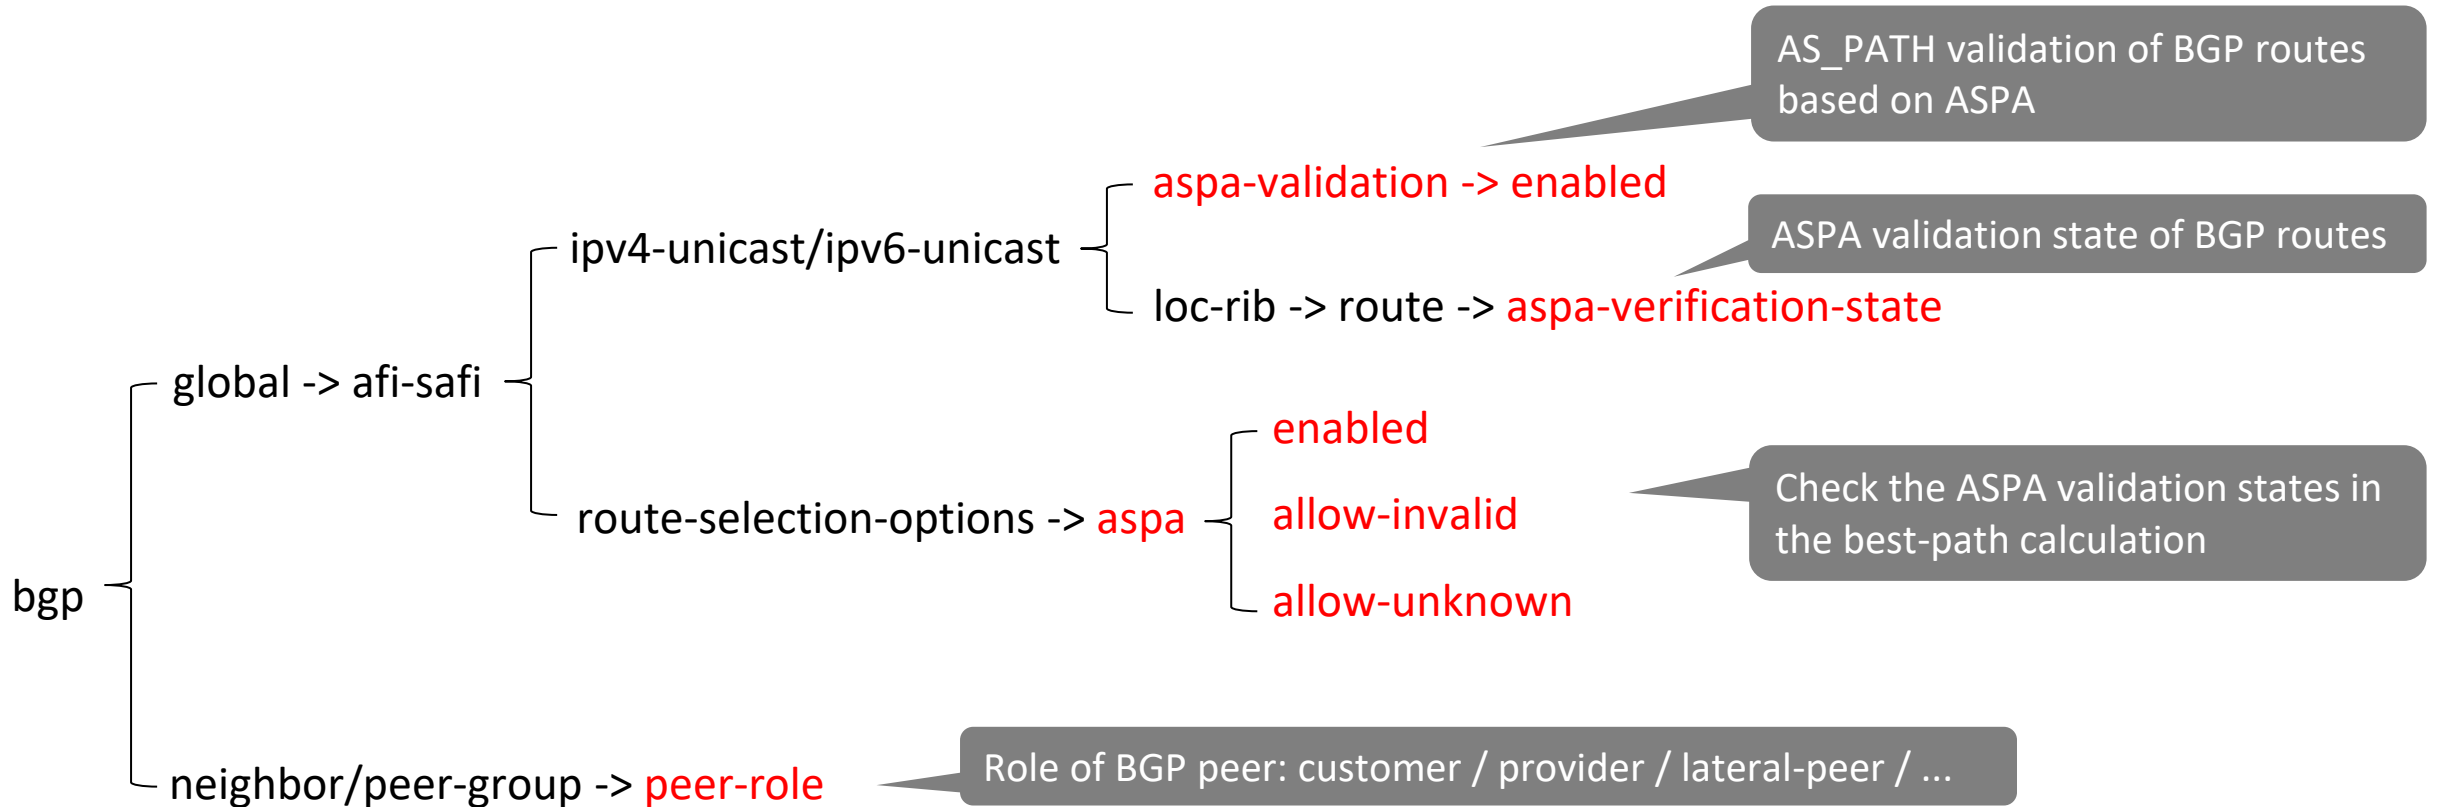 AS_PATH validation of BGP routes
based on ASPA
aspa-validation -> enabled
ASPA validation state of BGP routes
ipv4-unicast/ipv6-unicast
loc-rib -> route -> aspa-verification-state
global -> afi-safi
enabled
Check the ASPA validation states in
the best-path calculation
allow-invalid
route-selection-options -> aspa
allow-unknown
bgp
Role of BGP peer: customer / provider / lateral-peer / ...
neighbor/peer-group -> peer-role